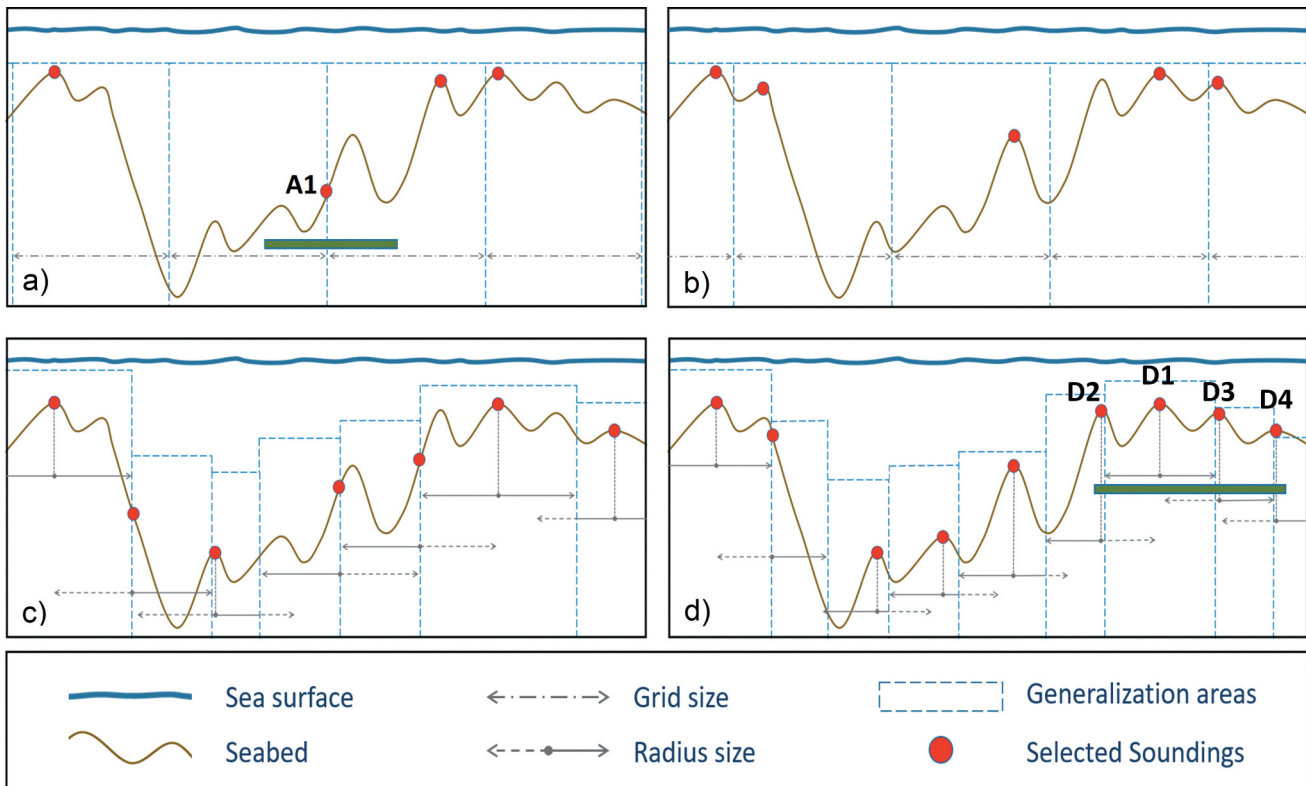 A1
a)
b)
D1
D2
D3
D4
c)
d)
Sea surface
Grid size
Generalization areas
Seabed
Radius size
Selected Soundings